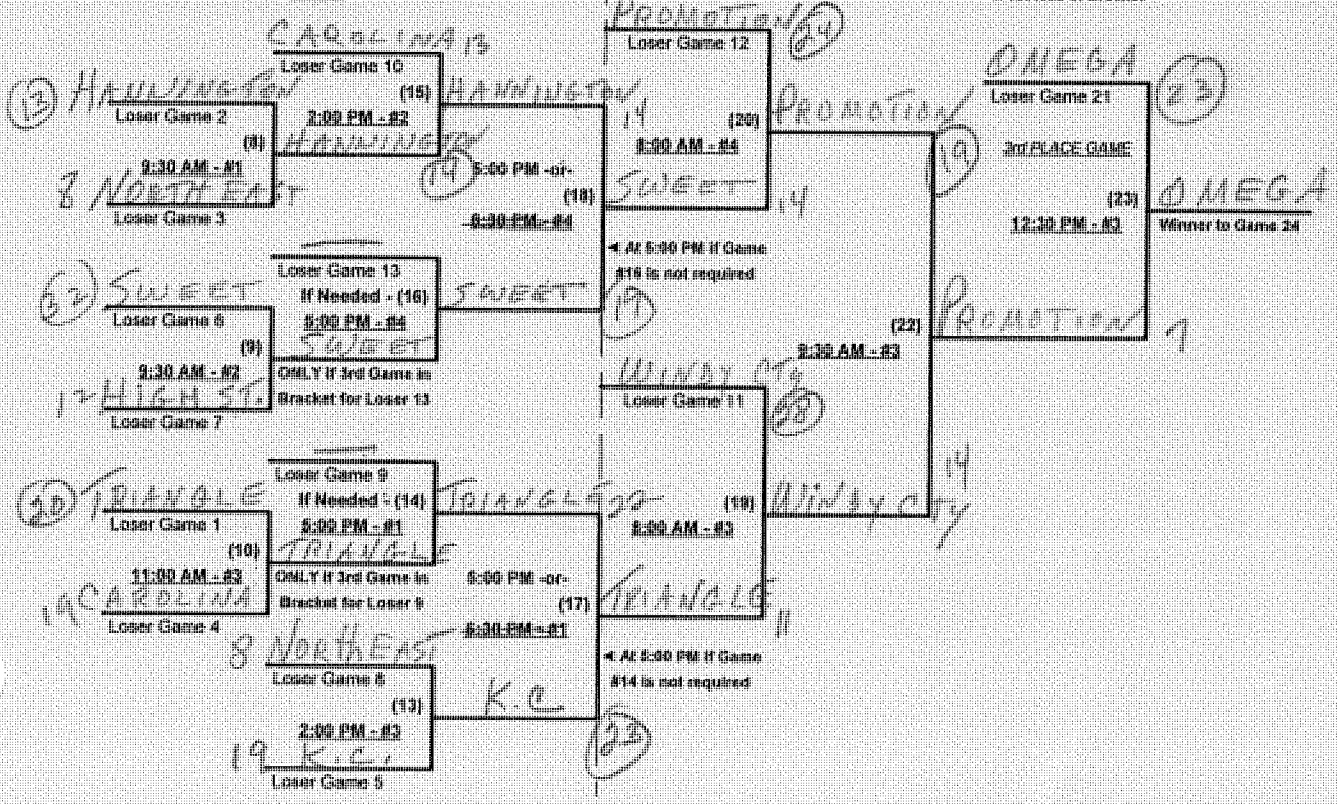 PROMOTION 24
Loser Game 12
CAROLINA 13
Loser Game 10
(15)
2:00 PM - #2
13 HANNINGTON
Loser Game 2
(8)
9:30 AM - #1
HANNINGTON
8 NORTH EAST
Loser Game 3
HANNINGTON 14
19
5:00 PM -or-
(18)
6:30 PM - #4
◄ At 5:00 PM if Game
#16 is not required
(20)
8:00 AM - #4
SWEET 14
PROMOTION
19
OMEGA 23
Loser Game 21
3rd PLACE GAME
(23)
12:30 PM - #3
OMEGA
Winner to Game 24
SWEET
Loser Game 6
(9)
9:30 AM - #2
12 HIGH ST.
Loser Game 7
Loser Game 13
If Needed - (16)
5:00 PM - #4
SWEET
ONLY if 3rd Game in
Bracket for Loser 13
SWEET
19
(22)
9:30 AM - #3
PROMOTION 7
WINDY CTY
Loser Game 11
28
(19)
8:00 AM - #3
WINDY CTY
14
20 TRIANGLE
Loser Game 1
(10)
11:00 AM - #3
19 CAROLINA
Loser Game 4
Loser Game 9
If Needed - (14)
5:00 PM - #1
TRIANGLE
ONLY if 3rd Game in
Bracket for Loser 9
TRIANGLE 22
5:00 PM -or-
(17)
6:30 PM - #1
TRIANGLE 11
◄ At 5:00 PM if Game
#14 is not required
8 NORTHEAST
Loser Game 8
(13)
2:00 PM - #3
19 K.C.
Loser Game 5
K.C.
23